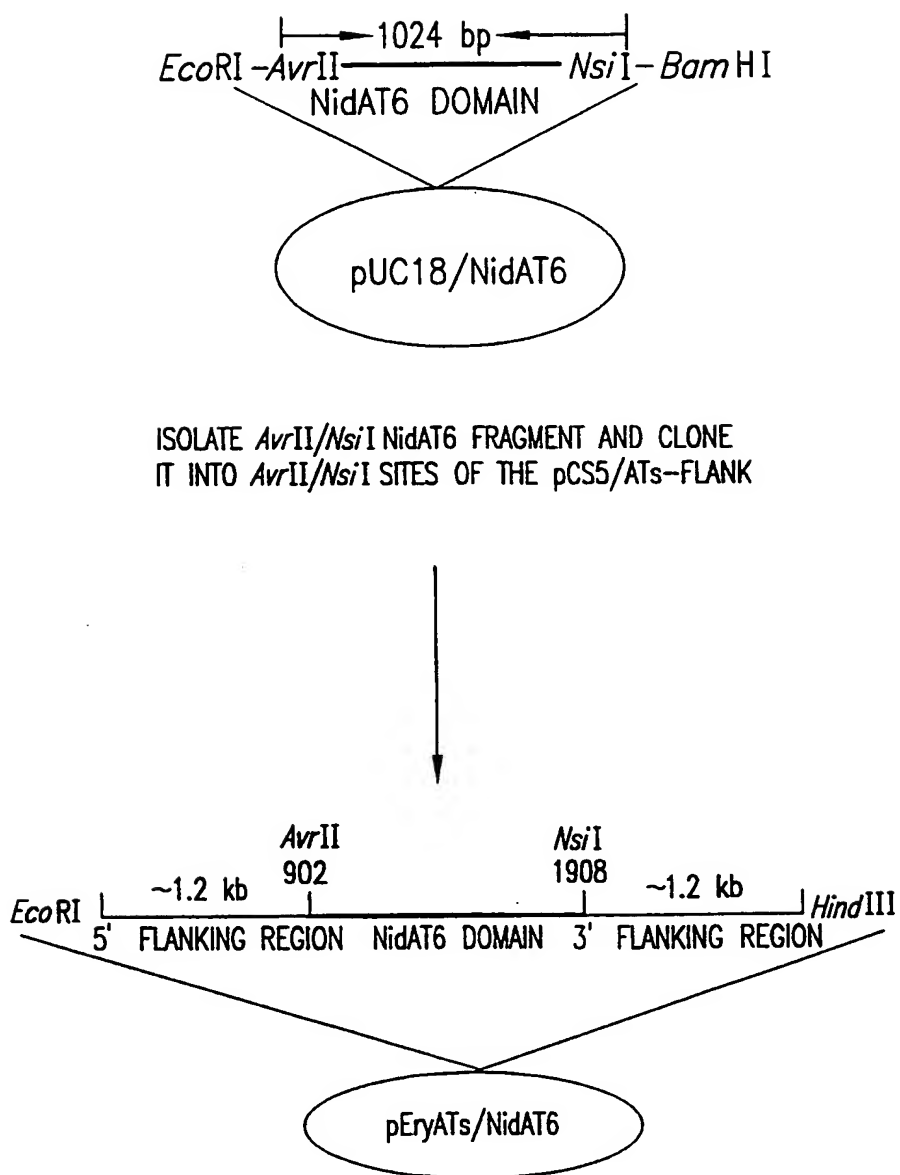 1024 bp
EcoRI-AvrII NsiI-BamHI
NidAT6 DOMAIN
pUC18/NidAT6
ISOLATE AvrII/NsiI NidAT6 FRAGMENT AND CLONE
IT INTO AvrII/NsiI SITES OF THE pCS5/ATs-FLANK
AvrII NsiI
~1.2 kb 902 1908 ~1.2 kb
EcoRI HindIII
5' FLANKING REGION NidAT6 DOMAIN 3' FLANKING REGION
pEryATs/NidAT6